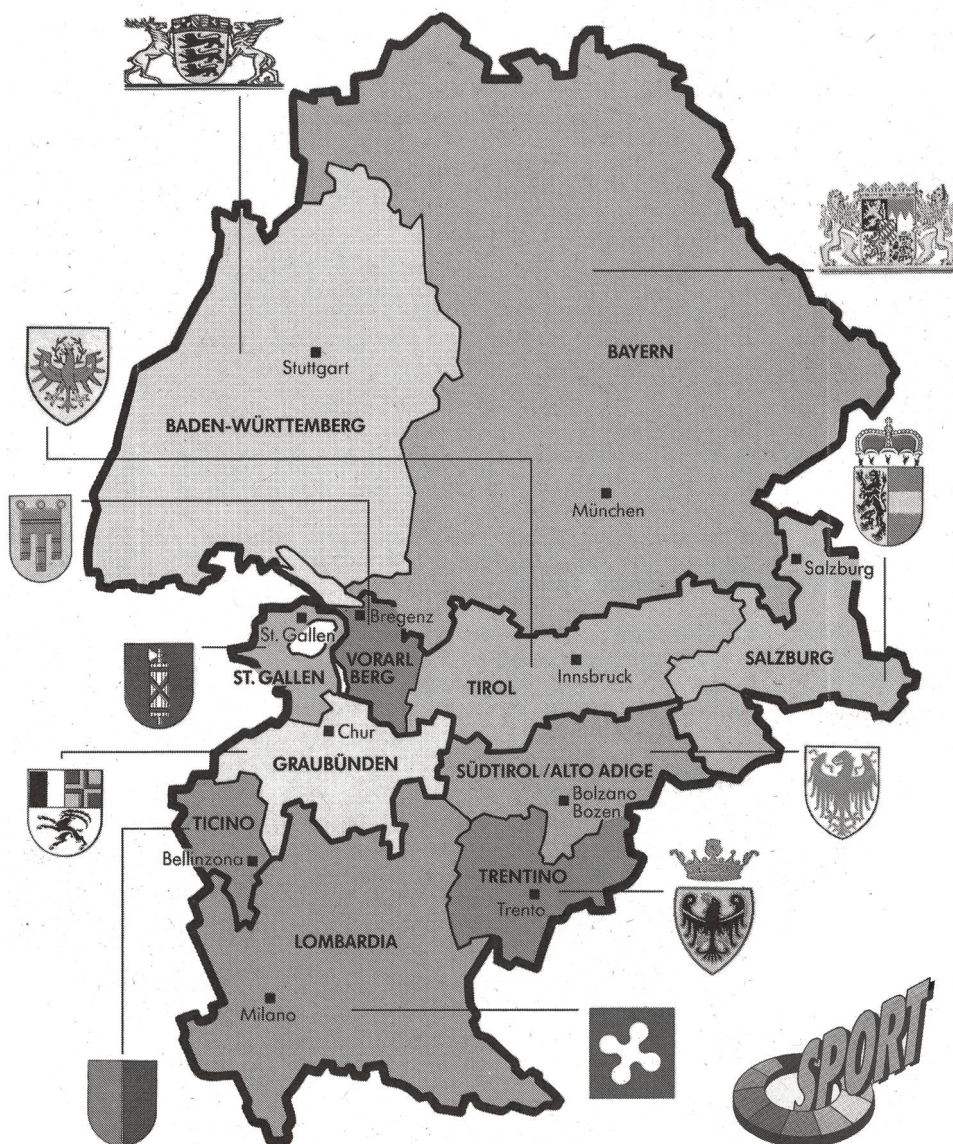 BAYERN
Stuttgart
BADEN-WÜRTTEMBERG
München
Salzburg
Bregenz
St. Gallen
VORARL
BERG
ST. GALLEN
TIROL
Innsbruck
SALZBURG
Chur
GRAUBÜNDEN
SÜDTIROL/ALTO ADIGE
Bolzano
Bozen
TICINO
Bellinzona
TRENTINO
Trento
LOMBARDIA
Milano
SPORT